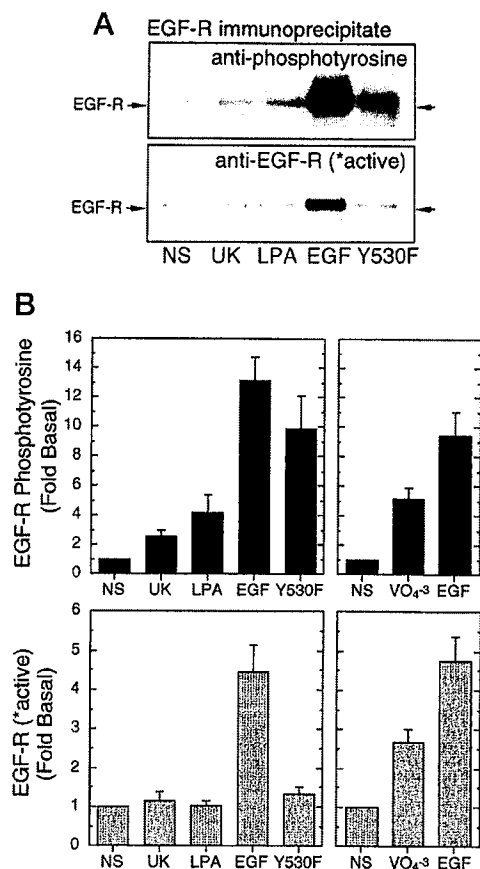 A
EGF-R immunoprecipitate
anti-phosphotyrosine
EGF-R
anti-EGF-R (*active)
EGF-R
NS UK LPA EGF Y530F
B
EGF-R Phosphotyrosine
(Fold Basal)
16
14
12
10
8
6
4
2
0
NS UK LPA EGF Y530F
NS VO₄⁻³ EGF
EGF-R (*active)
(Fold Basal)
6
5
4
3
2
1
0
NS UK LPA EGF Y530F
NS VO₄⁻³ EGF